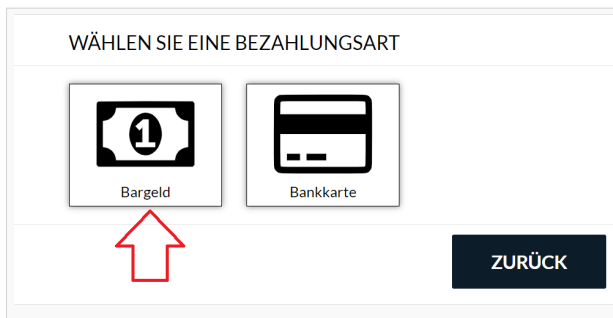 WÄHLEN SIE EINE BEZAHLUNGSART
1
Bargeld
Bankkarte
ZURÜCK